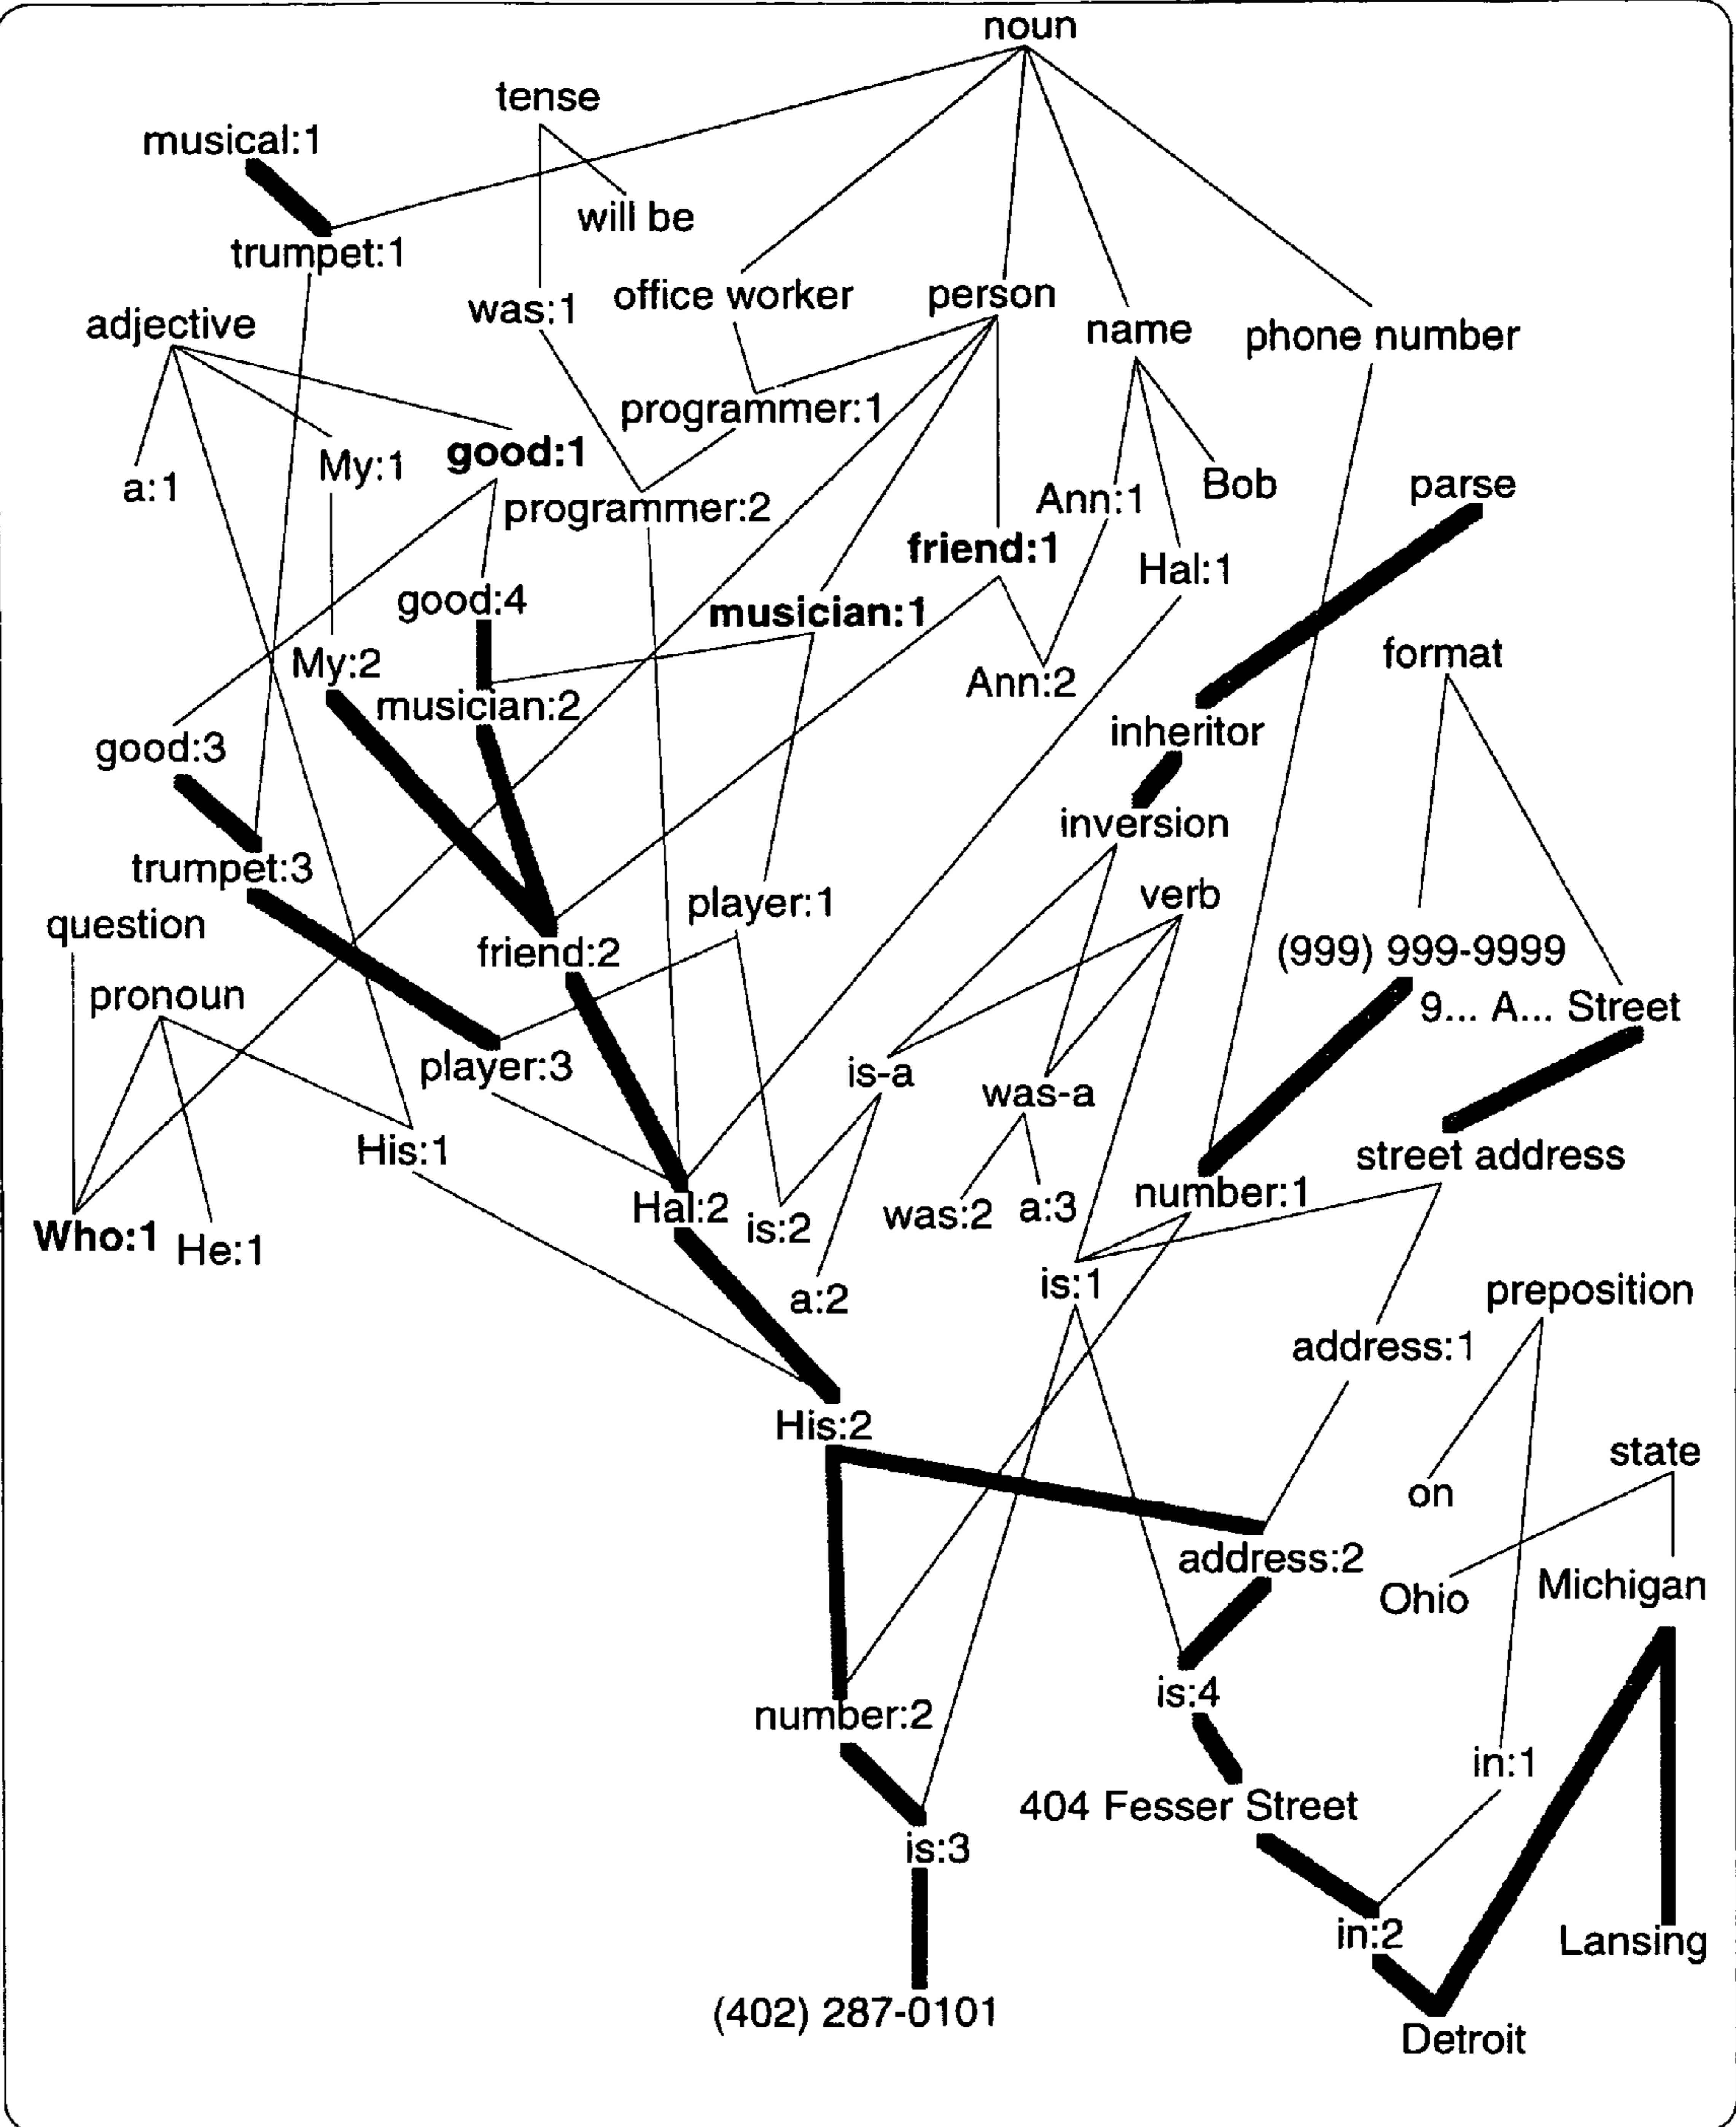 noun
tense
musical:1
will be
trumpet:1
office worker
person
was:1
adjective
name
phone number
programmer:1
My:1
good:1
a:1
programmer:2
Ann:1
Bob
parse
friend:1
Hal:1
good:4
musician:1
format
My:2
Ann:2
musician:2
inheritor
good:3
inversion
trumpet:3
player:1
verb
question
friend:2
(999) 999-9999
pronoun
9... A... Street
player:3
is-a
was-a
His:1
street address
number:1
Hal:2
is:2
was:2
a:3
Who:1
He:1
is:1
a:2
preposition
address:1
His:2
state
on
address:2
Ohio
Michigan
is:4
number:2
in:1
404 Fesser Street
is:3
in:2
Lansing
(402) 287-0101
Detroit